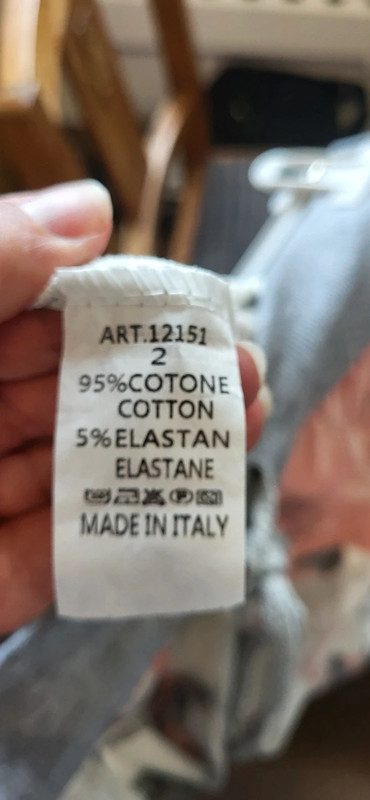 ART.12151
2
95%COTONE
COTTON
5%ELASTAN
ELASTANE
MADE IN ITALY